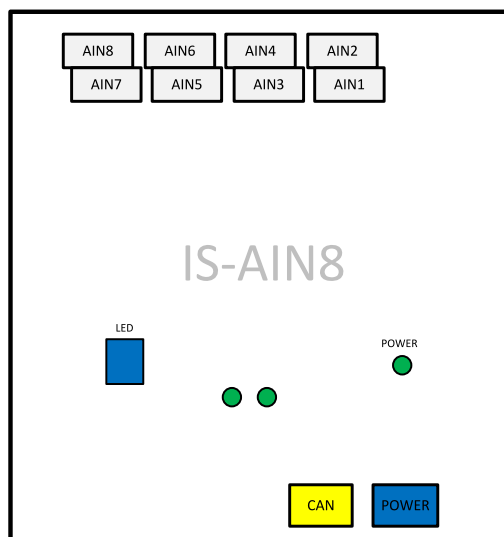 AIN8 AIN6 AIN4 AIN2
AIN7 AIN5 AIN3 AIN1
IS-AIN8
LED
POWER
CAN POWER